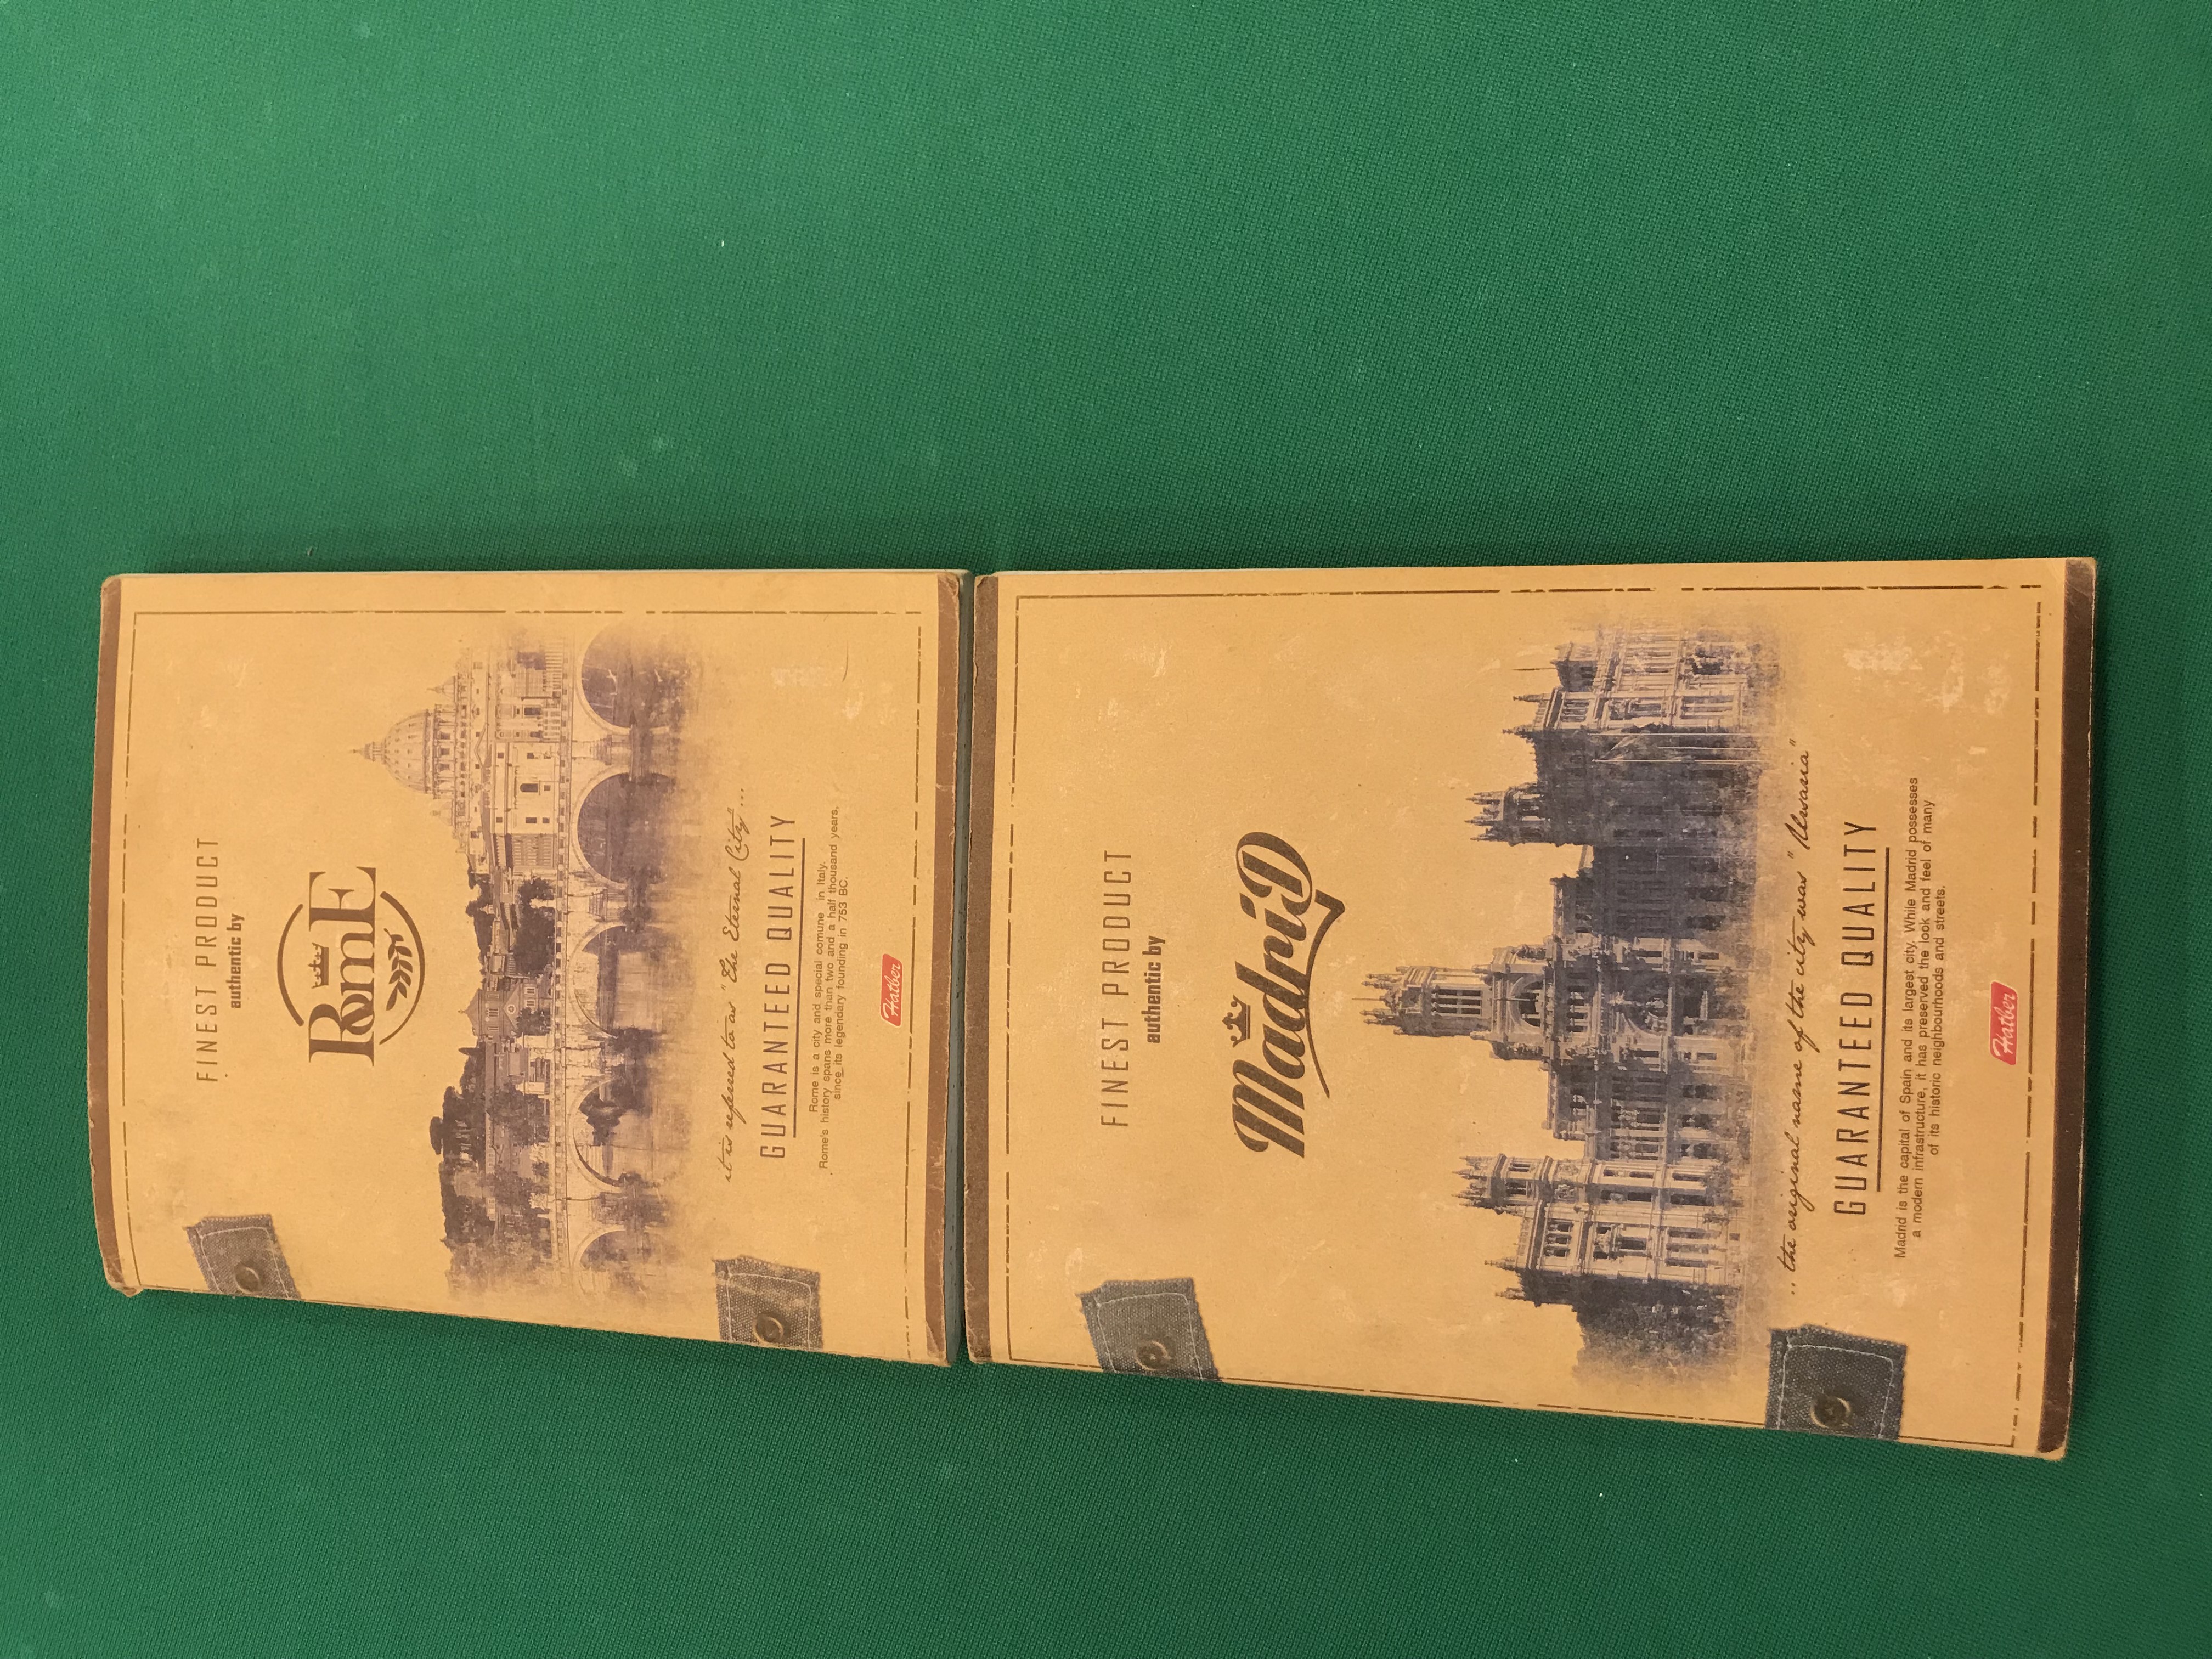 FINEST PRODUCT
authentic by
RomE
it is referred to as "The Eternal City"...
GUARANTEED QUALITY
Rome is a city and special comune in Italy.
Rome's history spans more than two and a half thousand years,
since its legendary founding in 753 BC.
Hatber
FINEST PRODUCT
authentic by
MadriD
.. the original name of the city was "Ursaria"
GUARANTEED QUALITY
Madrid is the capital of Spain and its largest city. While Madrid possesses
a modern infrastructure, it has preserved the look and feel of many
of its historic neighbourhoods and streets.
Hatber